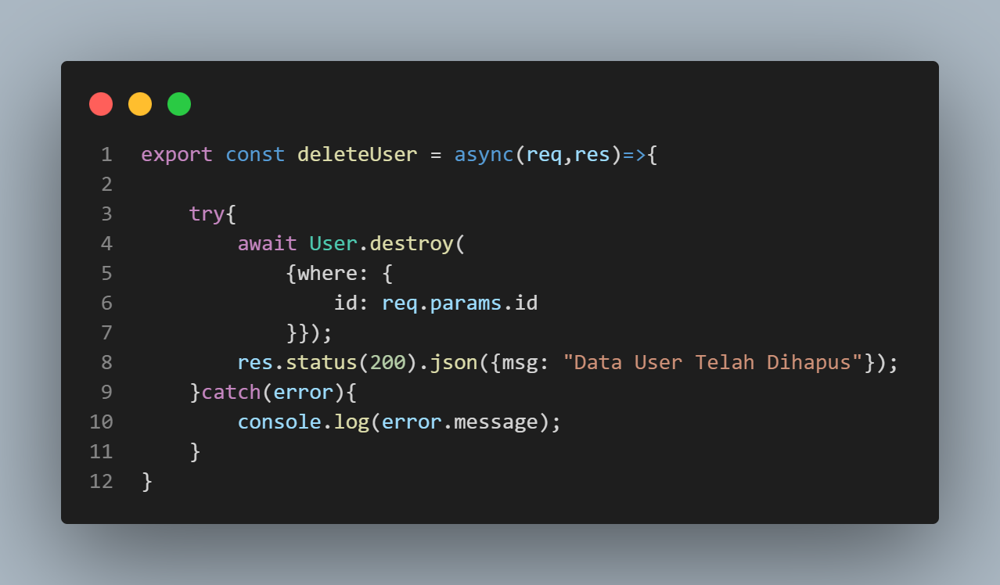 1 export const deleteUser = async(req,res)=>{
2
3     try{
4         await User.destroy(
5             {where: {
6                 id: req.params.id
7             }});
8         res.status(200).json({msg: "Data User Telah Dihapus"});
9     }catch(error){
10         console.log(error.message);
11     }
12 }